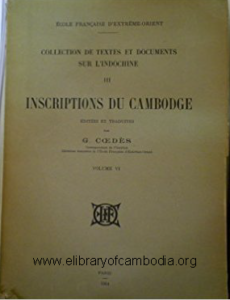 ÉCOLE FRANÇAISE D'EXTRÊME-ORIENT
COLLECTION DE TEXTES ET DOCUMENTS
SUR L'INDOCHINE
III
INSCRIPTIONS DU CAMBODGE
ÉDITÉES ET TRADUITES
PAR
G. CŒDÈS
VOLUME VI
www.elibraryofcambodia.org
PARIS